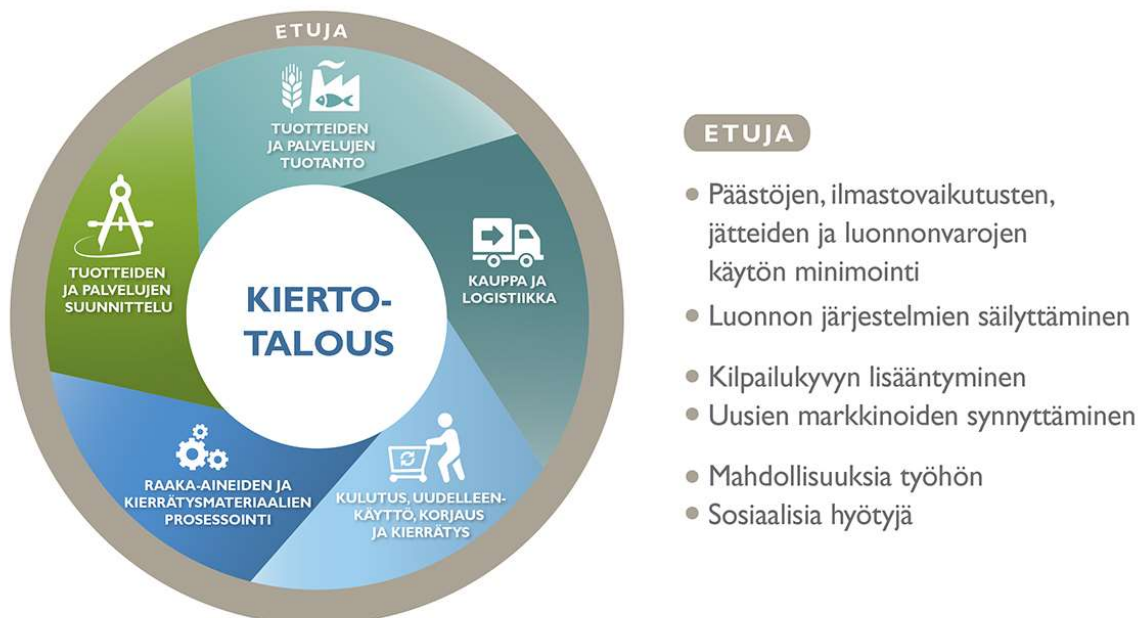 ETUJA
TUOTTEIDEN
JA PALVELUJEN
TUOTANTO
KAUPPA JA
LOGISTIIKKA
KULUTUS, UUDELLEEN-
KÄYTTÖ, KORJAUS
JA KIERRÄTYS
RAAKA-AINEIDEN JA
KIERRÄTYSMATERIAALIEN
PROSESSOINTI
TUOTTEIDEN
JA PALVELUJEN
SUUNNITTELU
KIERTO-
TALOUS
ETUJA
• Päästöjen, ilmastovaikutusten,
jätteiden ja luonnonvarojen
käytön minimointi
• Luonnon järjestelmien säilyttäminen
• Kilpailukyvyn lisääntyminen
• Uusien markkinoiden synnyttäminen
• Mahdollisuuksia työhön
• Sosiaalisia hyötyjä